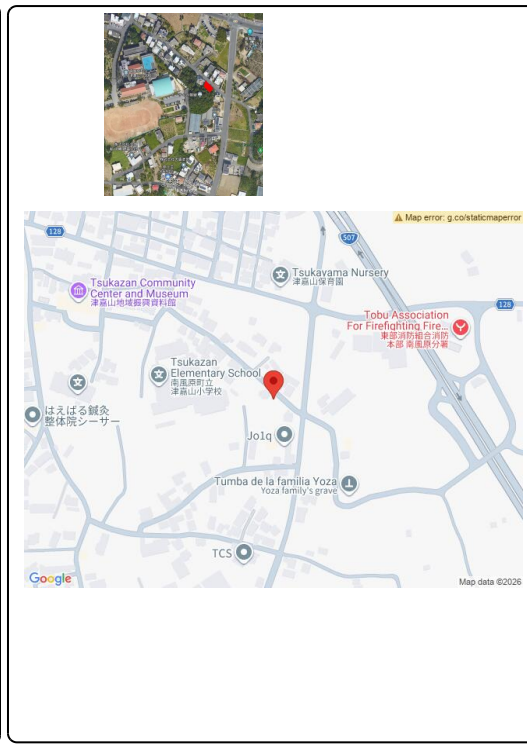 ⚠ Map error: g.co/staticmaperror
128
507
Tsukayama Nursery
津嘉山保育園
Tsukazan Community
Center and Museum
津嘉山地域振興資料館
128
Tobu Association
For Firefighting Fire...
東部消防組合消防
本部 南風原分署
Tsukazan
Elementary School
南風原町立
津嘉山小学校
はえばる鍼灸
整体院シーサー
Jo1q
Tumba de la familia Yoza
Yoza family's grave
TCS
Google
Map data ©2026